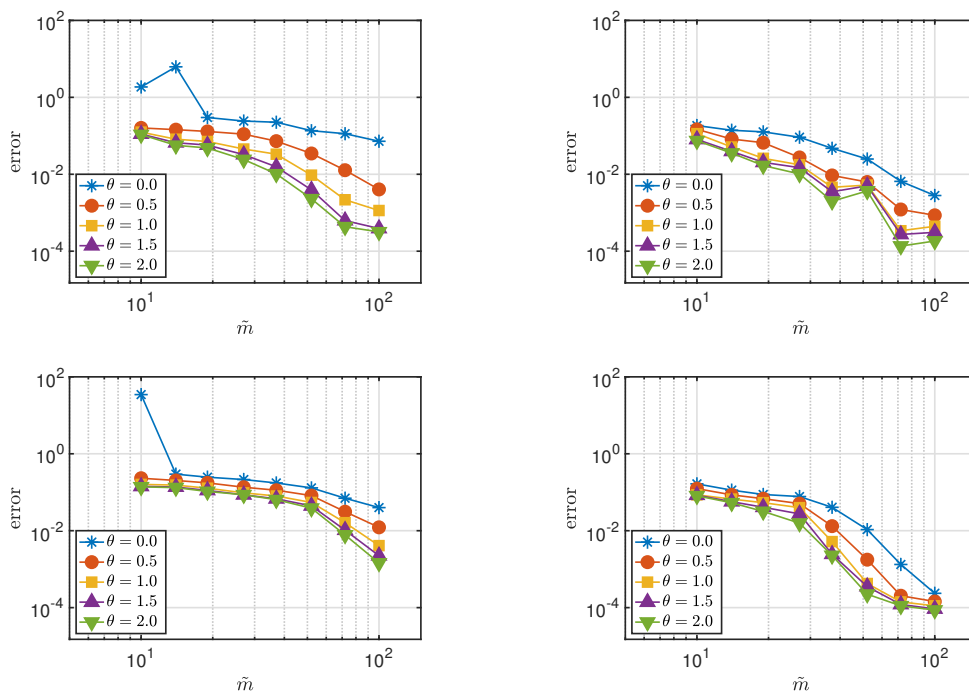 10^2
10^0
10^-2
10^-4
error
θ = 0.0
θ = 0.5
θ = 1.0
θ = 1.5
θ = 2.0
10^1
10^2
m̃
10^2
10^0
10^-2
10^-4
error
θ = 0.0
θ = 0.5
θ = 1.0
θ = 1.5
θ = 2.0
10^1
10^2
m̃
10^2
10^0
10^-2
10^-4
error
θ = 0.0
θ = 0.5
θ = 1.0
θ = 1.5
θ = 2.0
10^1
10^2
m̃
10^2
10^0
10^-2
10^-4
error
θ = 0.0
θ = 0.5
θ = 1.0
θ = 1.5
θ = 2.0
10^1
10^2
m̃